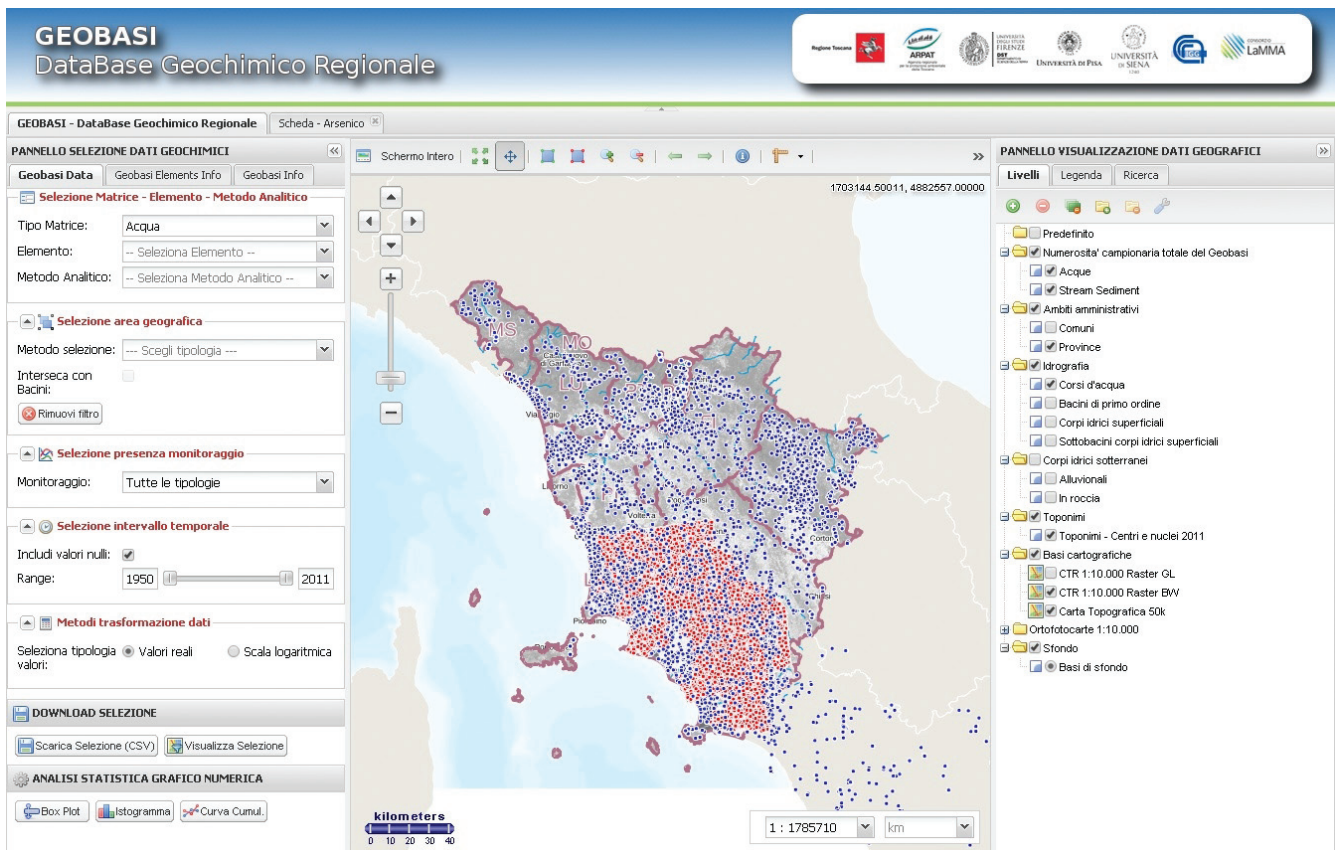 GEOBASI
DataBase Geochimico Regionale
Regione Toscana
ARPAT
UNIVERSITÀ DEGLI STUDI FIRENZE
DST
UNIVERSITÀ DI PISA
UNIVERSITÀ DI SIENA
1240
IGG
CONSORZIO
LaMMA
GEOBASI - DataBase Geochimico Regionale
Scheda - Arsenico
PANNELLO SELEZIONE DATI GEOCHIMICI
Geobasi Data
Geobasi Elements Info
Geobasi Info
Selezione Matrice - Elemento - Metodo Analitico
Tipo Matrice: Acqua
Elemento: -- Seleziona Elemento --
Metodo Analitico: -- Seleziona Metodo Analitico --
Selezione area geografica
Metodo selezione: --- Scegli tipologia ---
Interseca con
Bacini:
Rimuovi filtro
Selezione presenza monitoraggio
Monitoraggio: Tutte le tipologie
Selezione intervallo temporale
Includi valori nulli:
Range: 1950 2011
Metodi trasformazione dati
Seleziona tipologia Valori reali Scala logaritmica
valori:
DOWNLOAD SELEZIONE
Scarica Selezione (CSV) Visualizza Selezione
ANALISI STATISTICA GRAFICO NUMERICA
Box Plot Istogramma Curva Cumul.
Schermo Intero
1703144.50011, 4882557.00000
MS
MO
LU
Volterra
Piombino
kilometers
0 10 20 30 40
1 : 1785710 km
PANNELLO VISUALIZZAZIONE DATI GEOGRAFICI
Livelli Legenda Ricerca
Predefinito
Numerosita' campionaria totale del Geobasi
Acque
Stream Sediment
Ambiti amministrativi
Comuni
Province
Idrografia
Corsi d'acqua
Bacini di primo ordine
Corpi idrici superficiali
Sottobacini corpi idrici superficiali
Corpi idrici sotterranei
Alluvionali
In roccia
Toponimi
Toponimi - Centri e nuclei 2011
Basi cartografiche
CTR 1:10.000 Raster GL
CTR 1:10.000 Raster BW
Carta Topografica 50k
Ortofotocarte 1:10.000
Sfondo
Basi di sfondo